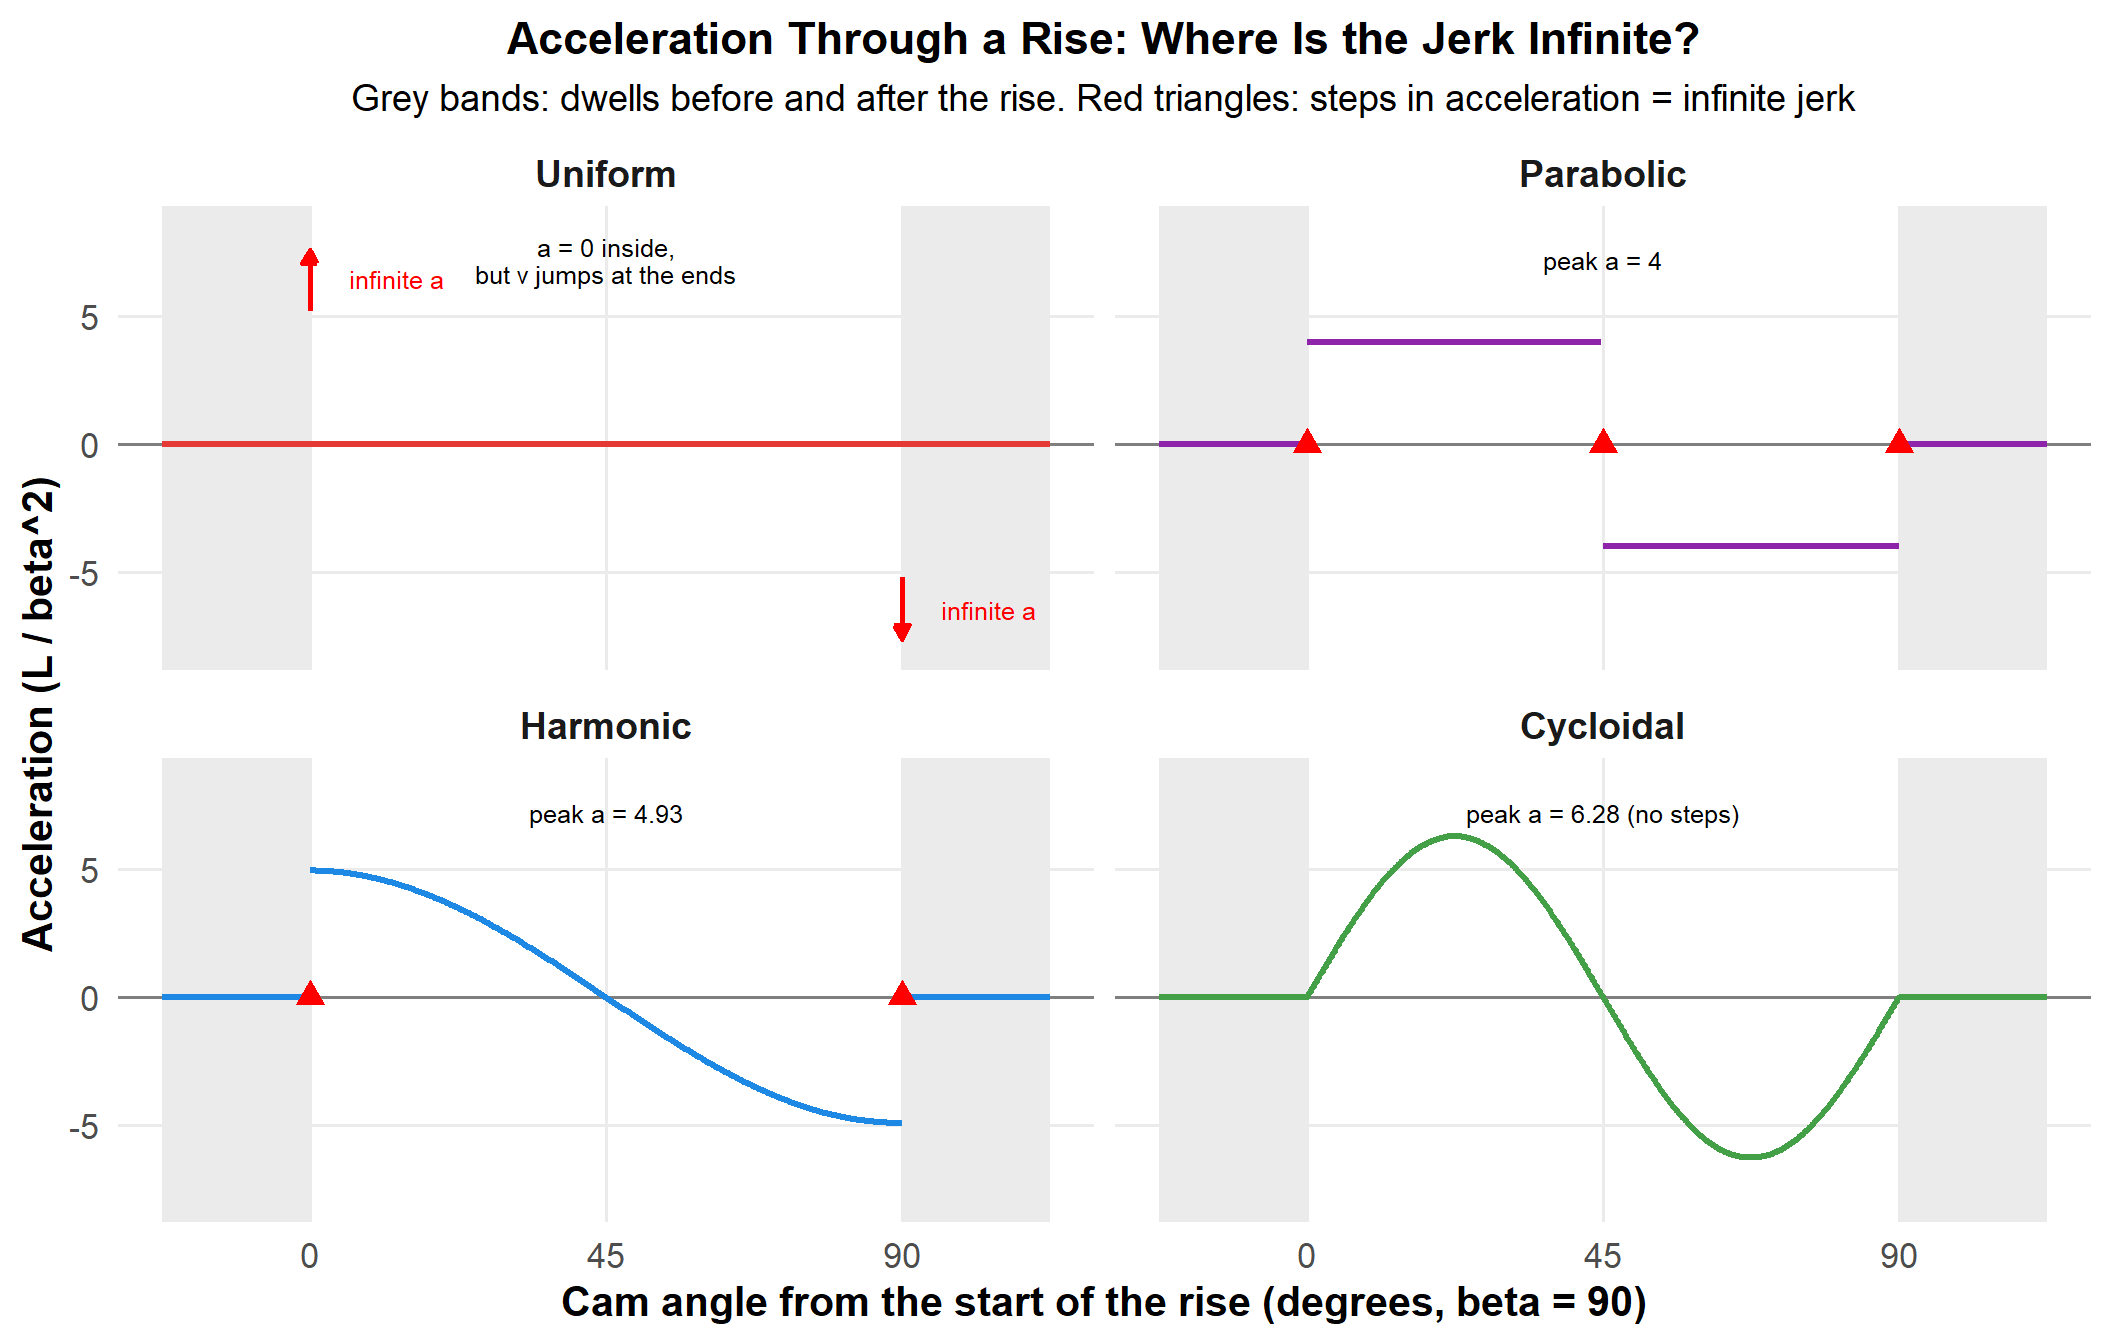 Acceleration Through a Rise: Where Is the Jerk Infinite?
Grey bands: dwells before and after the rise. Red triangles: steps in acceleration = infinite jerk
Uniform
Parabolic
a = 0 inside,
but v jumps at the ends
infinite a
infinite a
peak a = 4
5
0
-5
Harmonic
Cycloidal
peak a = 4.93
peak a = 6.28 (no steps)
5
0
-5
0
45
90
0
45
90
Acceleration (L / beta^2)
Cam angle from the start of the rise (degrees, beta = 90)